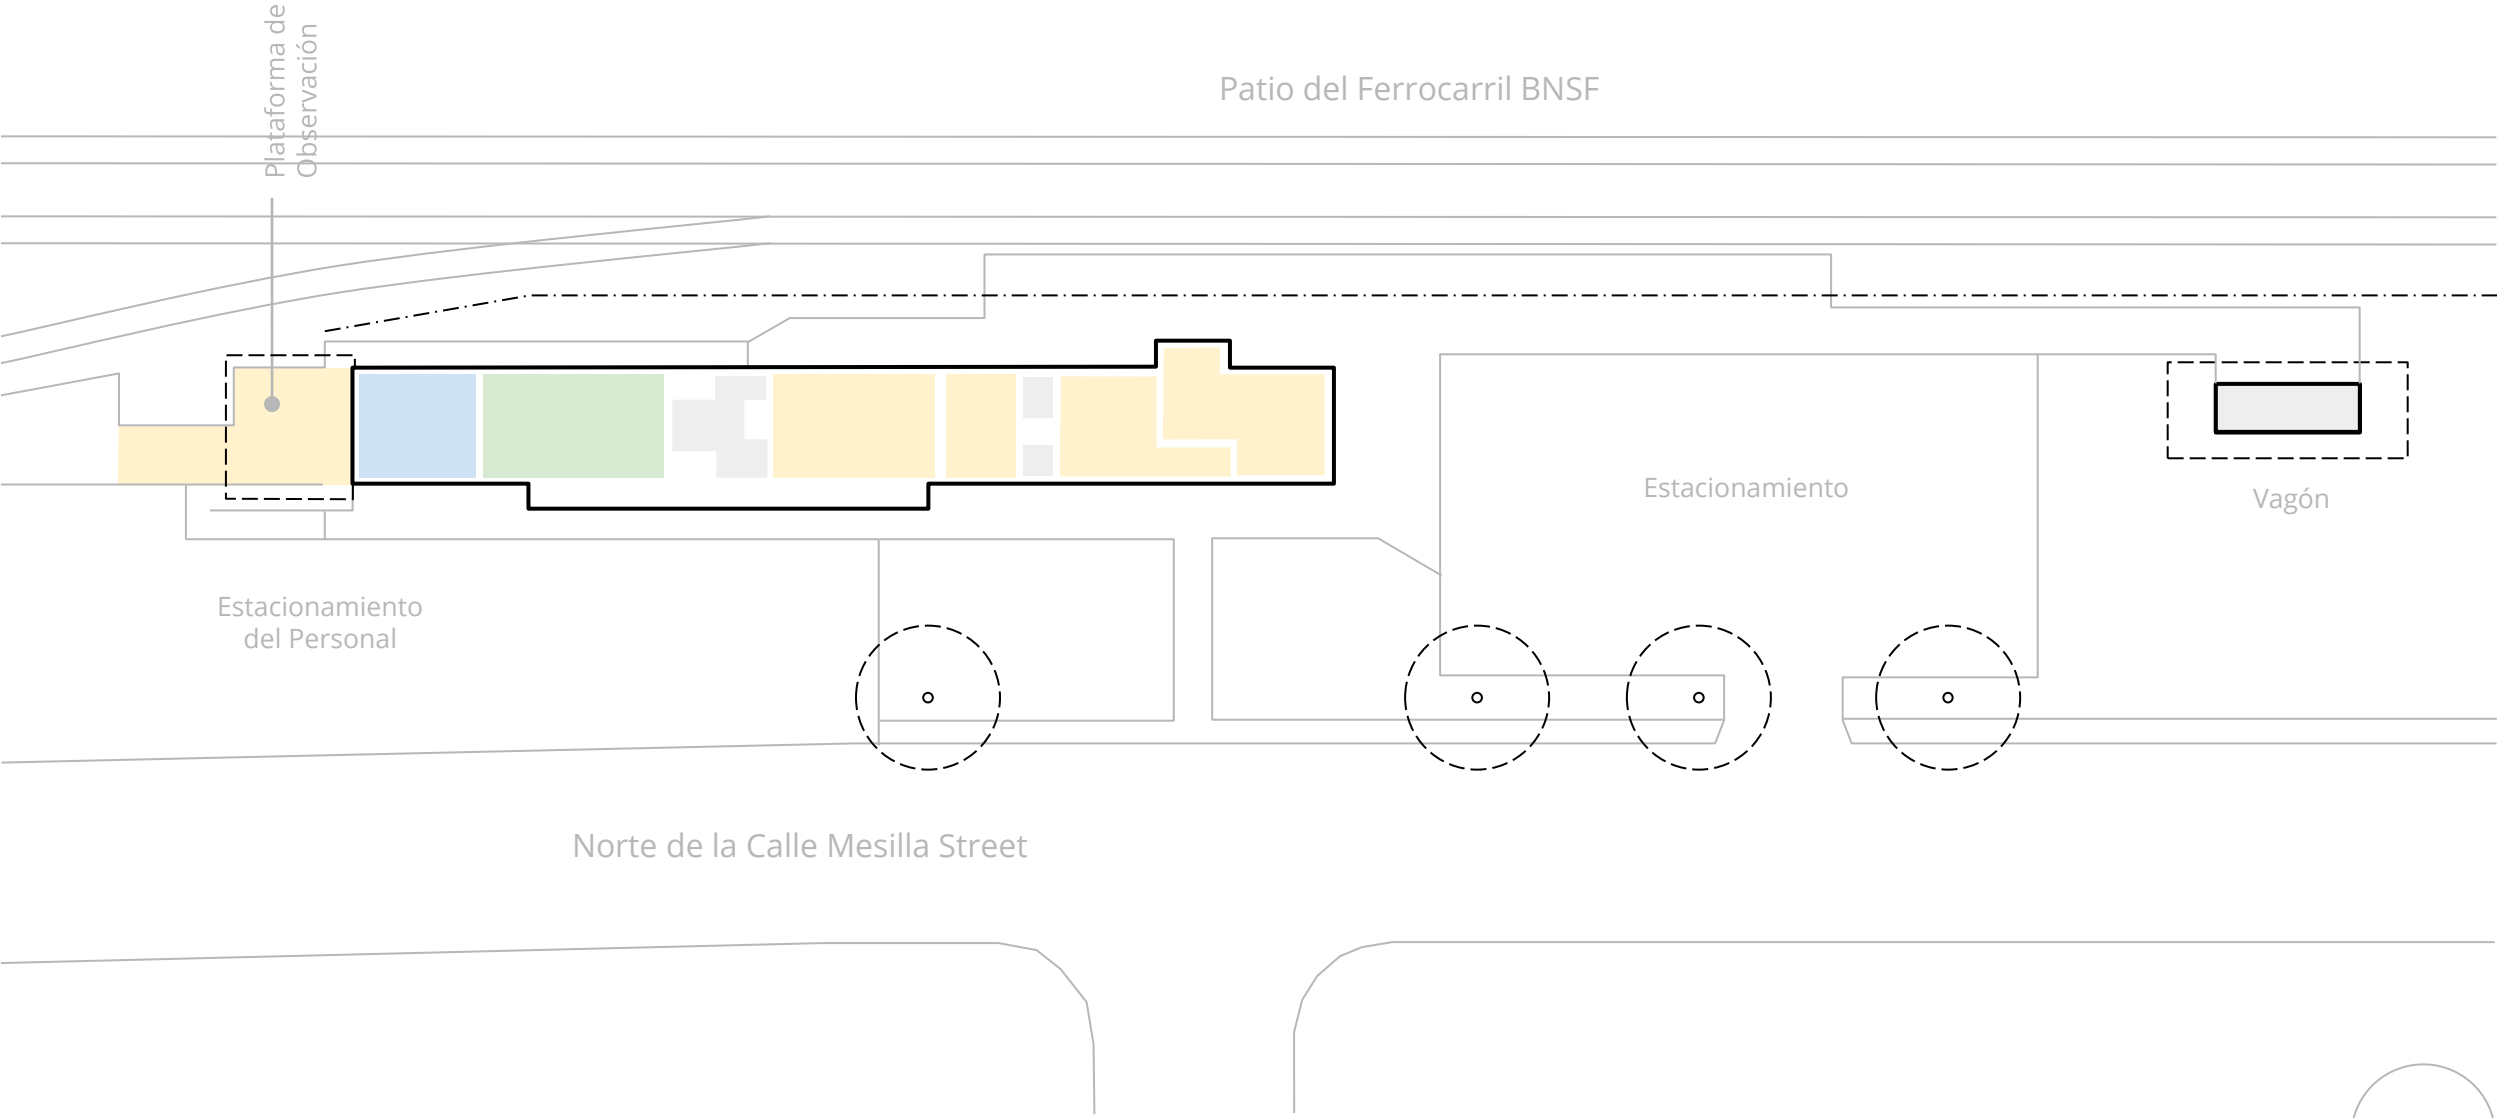 Plataforma de
Observación
Patio del Ferrocarril BNSF
Estacionamiento
Vagón
Estacionamiento
del Personal
Norte de la Calle Mesilla Street